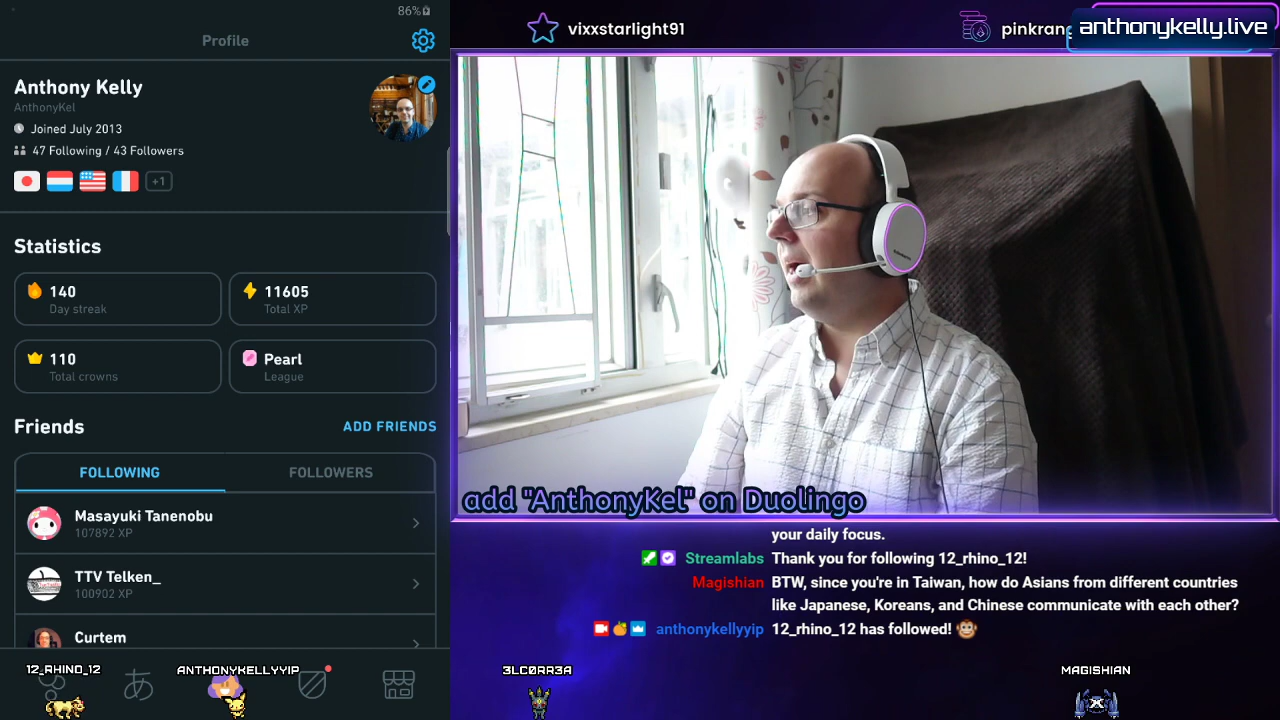 86%
Profile
Anthony Kelly
AnthonyKel
Joined July 2013
47 Following / 43 Followers
+1
Statistics
140
Day streak
11605
Total XP
110
Total crowns
Pearl
League
Friends
ADD FRIENDS
FOLLOWING
FOLLOWERS
Masayuki Tanenobu
107892 XP
TTV Telken_
100902 XP
Curtem
12_RHINO_12
あ
ANTHONYKELLYYIP
vixxstarlight91
pinkrang
anthonykelly.live
add "AnthonyKel" on Duolingo
your daily focus.
Streamlabs Thank you for following 12_rhino_12!
Magishian BTW, since you're in Taiwan, how do Asians from different countries
like Japanese, Koreans, and Chinese communicate with each other?
anthonykellyyip 12_rhino_12 has followed!
3LC0RR3A
MAGISHIAN